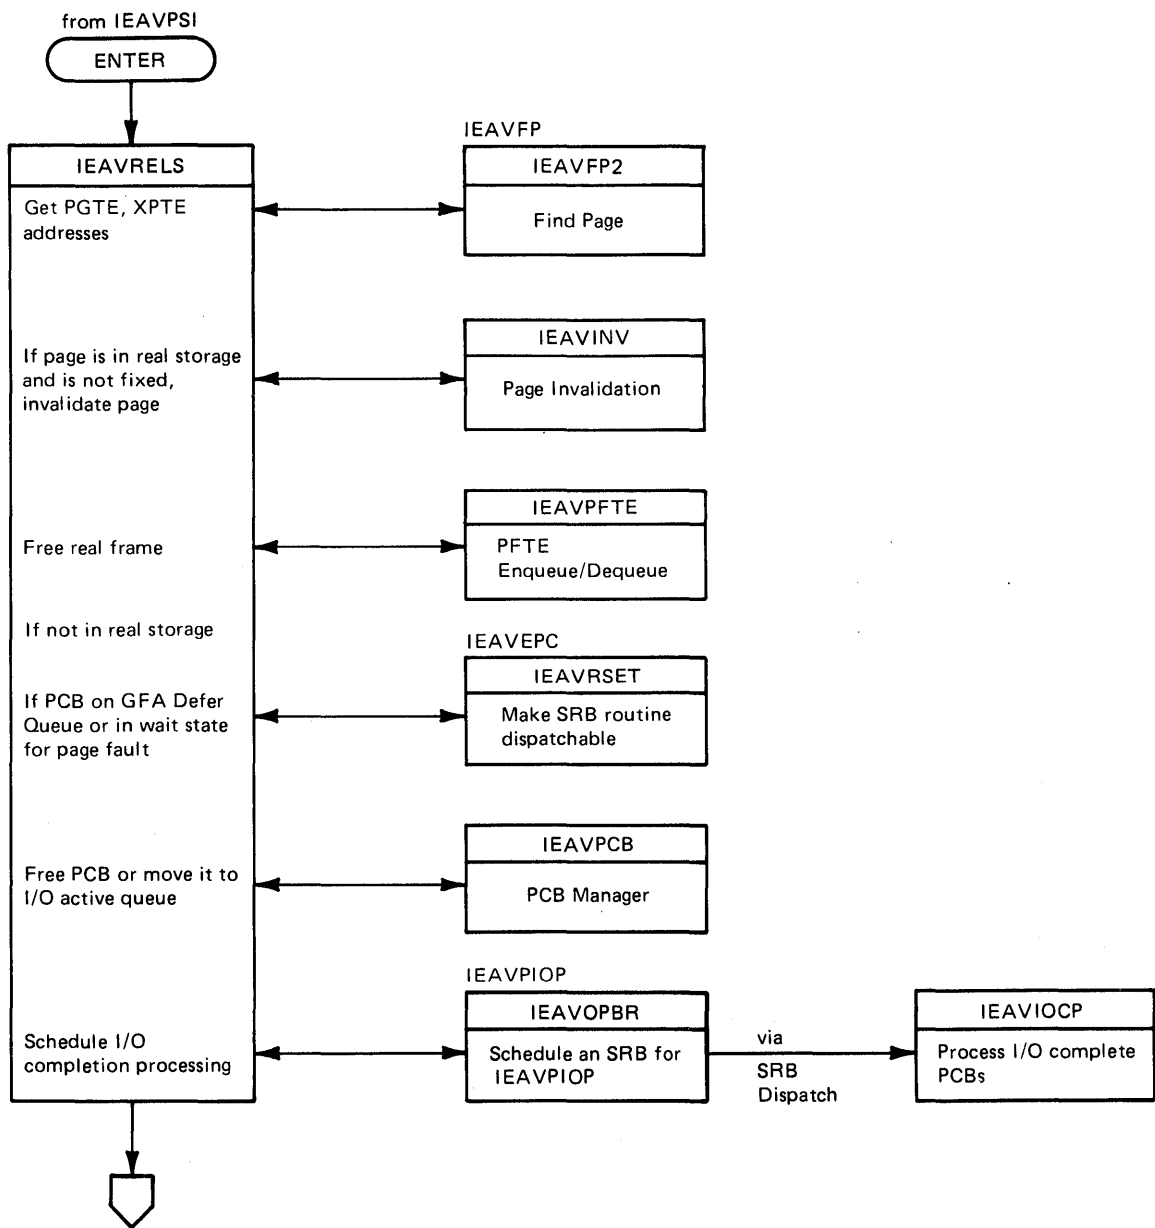 from IEAVPSI
ENTER
IEAVRELS
Get PGTE, XPTE
addresses
IEAVFP
IEAVFP2
Find Page
If page is in real storage
and is not fixed,
invalidate page
IEAVINV
Page Invalidation
Free real frame
IEAVPFTE
PFTE
Enqueue/Dequeue
If not in real storage
IEAVEPC
If PCB on GFA Defer
Queue or in wait state
for page fault
IEAVRSET
Make SRB routine
dispatchable
Free PCB or move it to
I/O active queue
IEAVPCB
PCB Manager
IEAVPIOP
Schedule I/O
completion processing
IEAVOPBR
Schedule an SRB for
IEAVPIOP
via
SRB
Dispatch
IEAVIOCP
Process I/O complete
PCBs